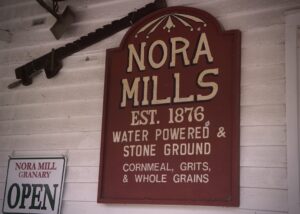 NORA
MILLS
EST. 1876
WATER POWERED &
STONE GROUND
CORNMEAL, GRITS,
& WHOLE GRAINS
NORA MILL
GRANARY
OPEN